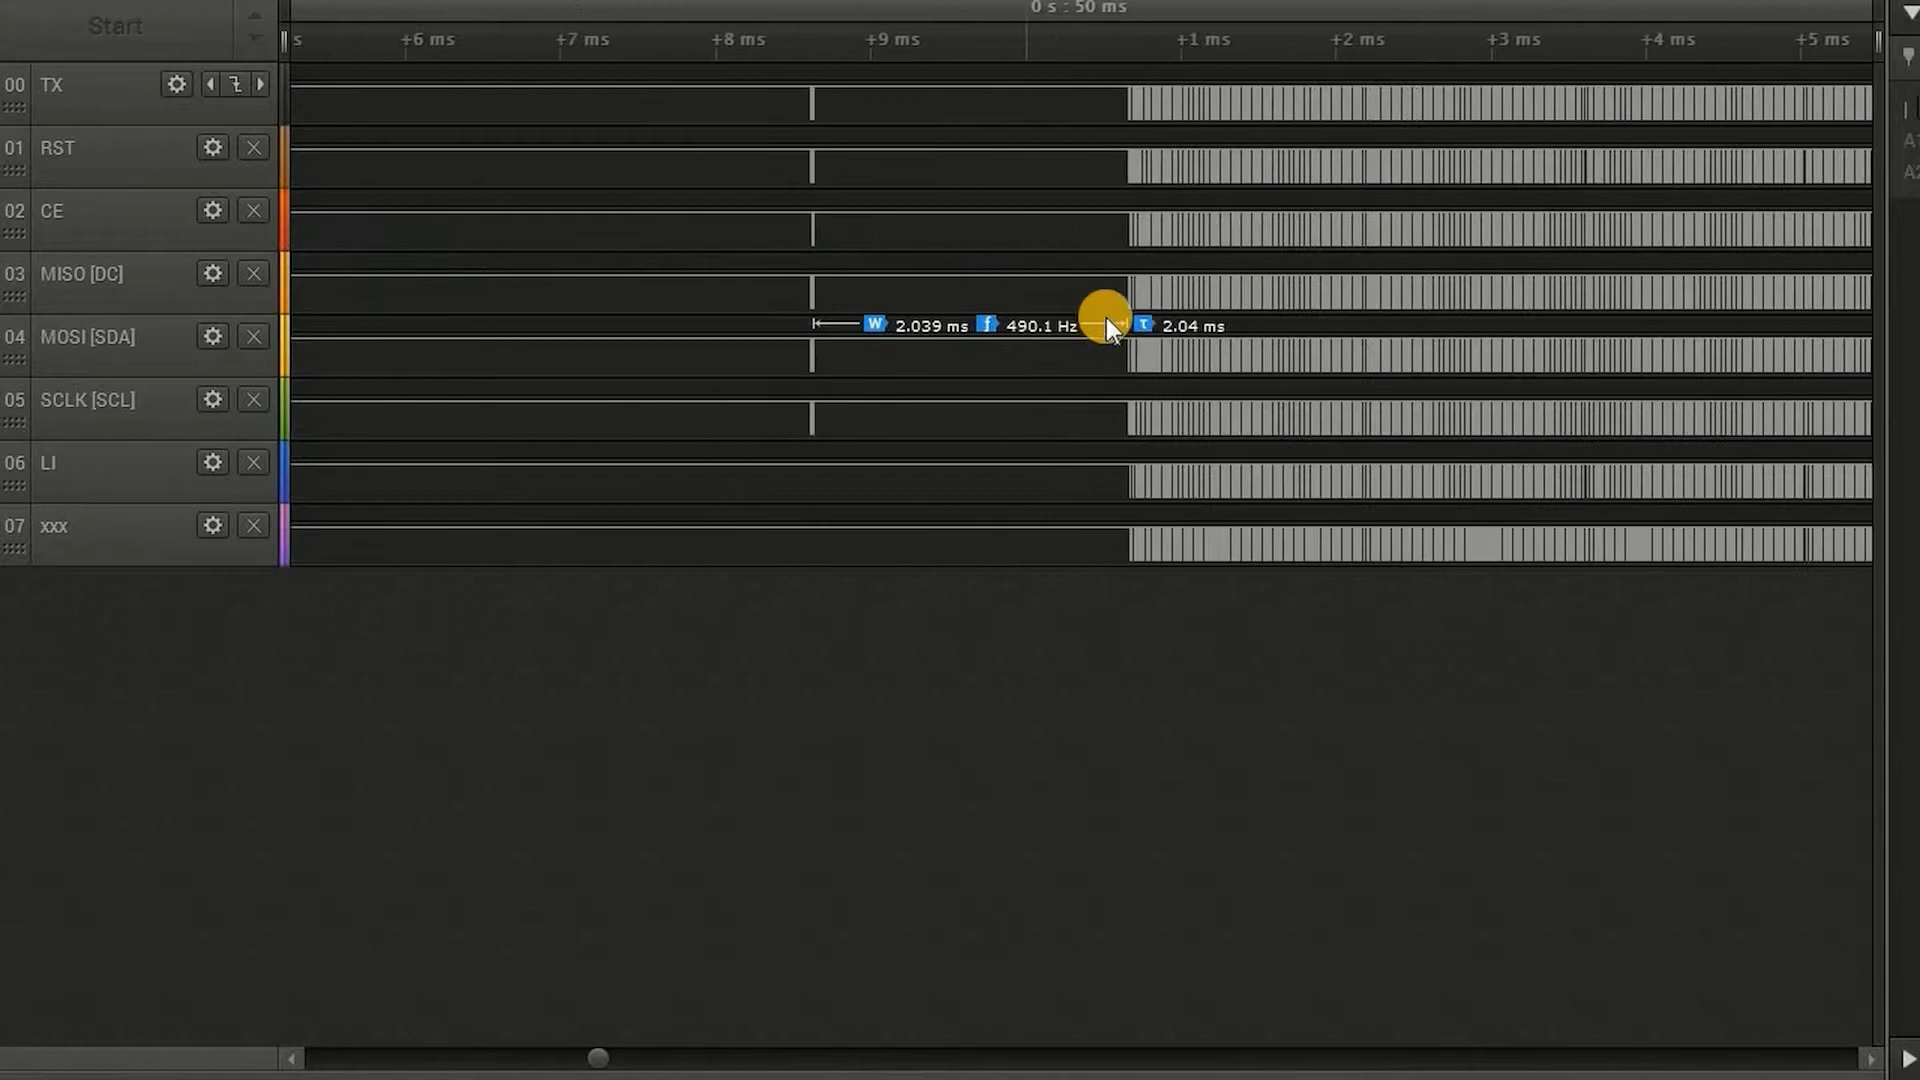 Start
0 s : 50 ms
s +6 ms +7 ms +8 ms +9 ms +1 ms +2 ms +3 ms +4 ms +5 ms
00 TX
01 RST
02 CE
03 MISO [DC]
W 2.039 ms f 490.1 Hz τ 2.04 ms
04 MOSI [SDA]
05 SCLK [SCL]
06 LI
07 xxx